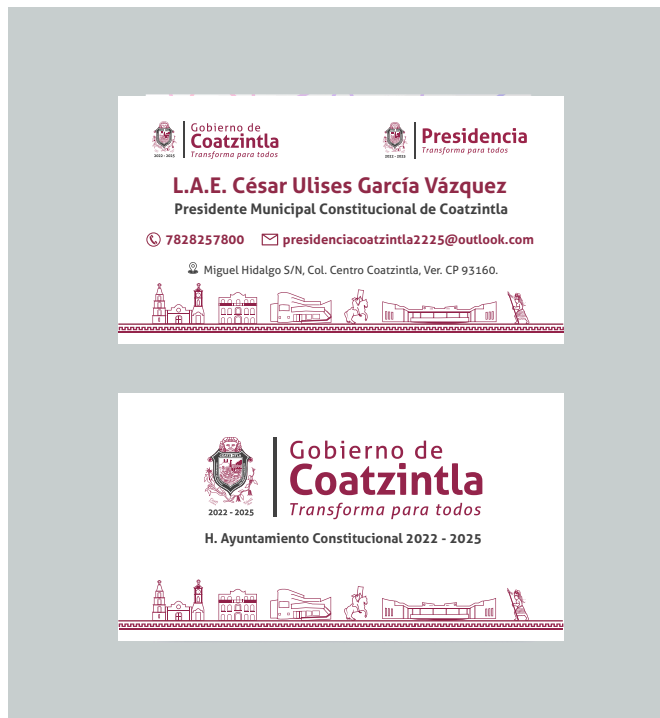 Gobierno de
Coatzintla
Transforma para todos
2022 - 2025
Presidencia
Transforma para todos
2022 - 2025
L.A.E. César Ulises García Vázquez
Presidente Municipal Constitucional de Coatzintla
7828257800 presidenciacoatzintla2225@outlook.com
Miguel Hidalgo S/N, Col. Centro Coatzintla, Ver. CP 93160.
Gobierno de
Coatzintla
Transforma para todos
2022 - 2025
H. Ayuntamiento Constitucional 2022 - 2025